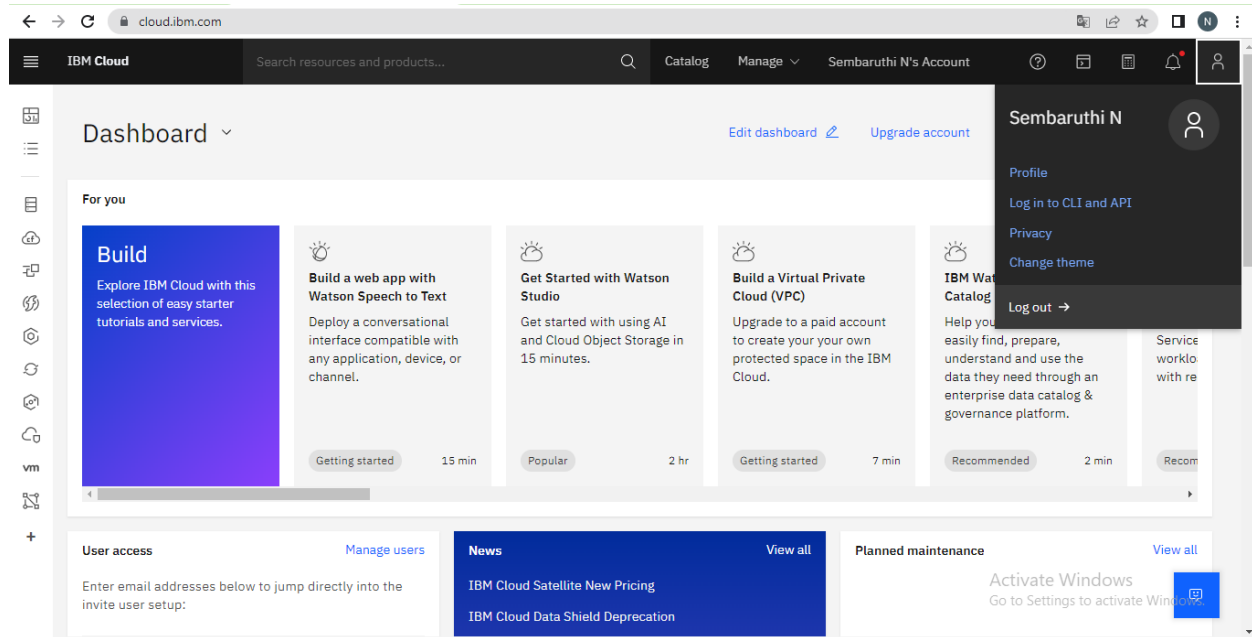 cloud.ibm.com
N
IBM Cloud
Search resources and products...
Catalog
Manage
Sembaruthi N's Account
Sembaruthi N
Profile
Log in to CLI and API
Privacy
Change theme
Log out →
Dashboard
Edit dashboard
Upgrade account
For you
Build
Explore IBM Cloud with this
selection of easy starter
tutorials and services.
Build a web app with
Watson Speech to Text
Deploy a conversational
interface compatible with
any application, device, or
channel.
Getting started
15 min
Get Started with Watson
Studio
Get started with using AI
and Cloud Object Storage in
15 minutes.
Popular
2 hr
Build a Virtual Private
Cloud (VPC)
Upgrade to a paid account
to create your your own
protected space in the IBM
Cloud.
Getting started
7 min
IBM Wat
Catalog
Help you
easily find, prepare,
understand and use the
data they need through an
enterprise data catalog &
governance platform.
Recommended
2 min
Service
worklo
with re
Recom
cf
vm
User access
Manage users
Enter email addresses below to jump directly into the
invite user setup:
News
View all
IBM Cloud Satellite New Pricing
IBM Cloud Data Shield Deprecation
Planned maintenance
View all
Activate Windows
Go to Settings to activate Windows.